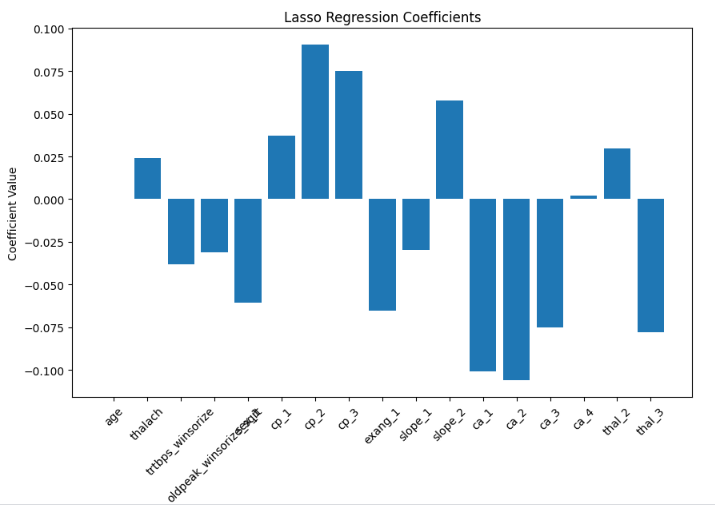 Lasso Regression Coefficients
0.100
0.075
0.050
0.025
0.000
−0.025
−0.050
−0.075
−0.100
Coefficient Value
age
thalach
trtbps_winsorize
oldpeak_winsorize_sqrt
cp_1
cp_2
cp_3
exang_1
slope_1
slope_2
ca_1
ca_2
ca_3
ca_4
thal_2
thal_3